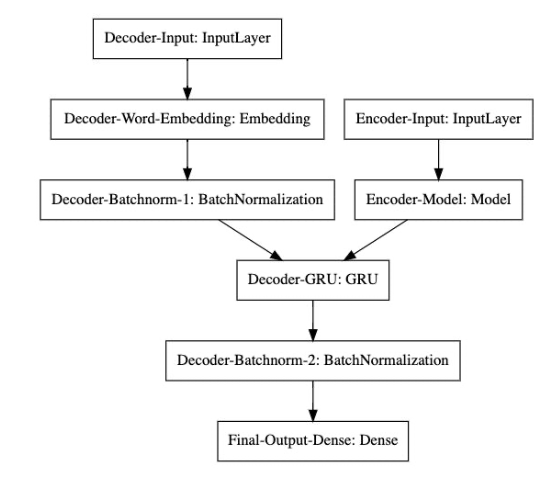 Decoder-Input: InputLayer
Decoder-Word-Embedding: Embedding
Encoder-Input: InputLayer
Decoder-Batchnorm-1: BatchNormalization
Encoder-Model: Model
Decoder-GRU: GRU
Decoder-Batchnorm-2: BatchNormalization
Final-Output-Dense: Dense